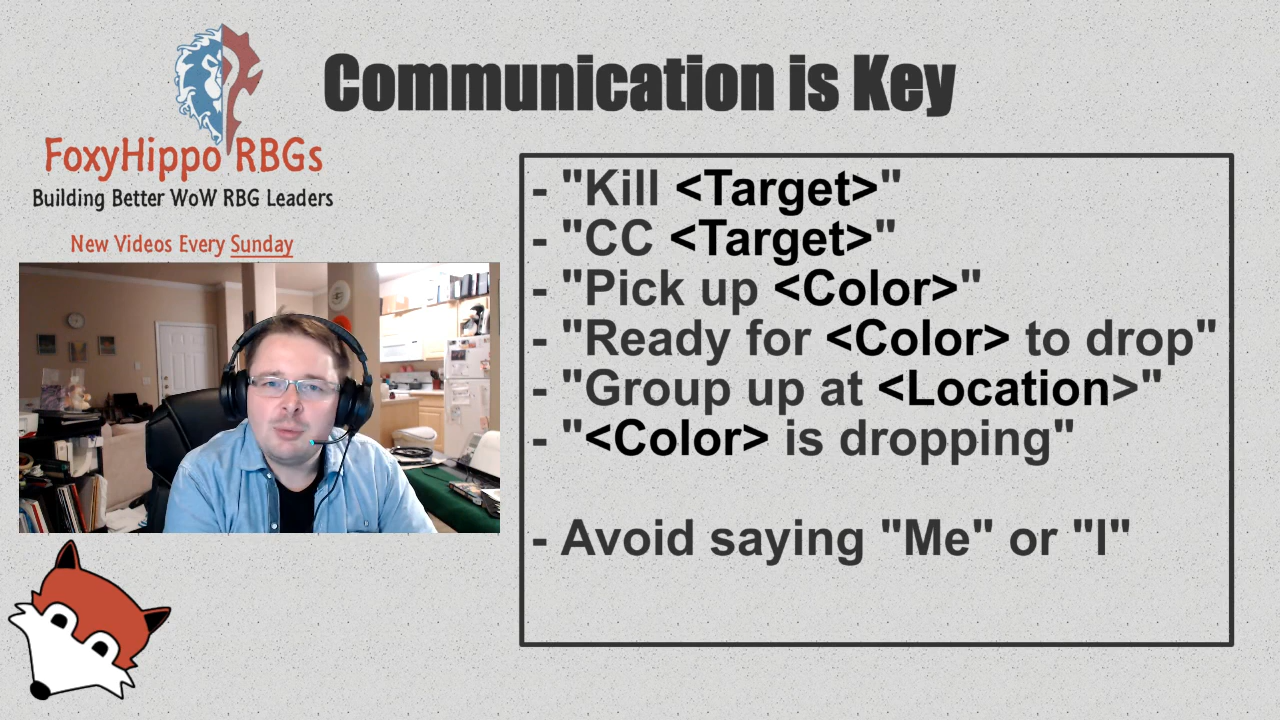 Communication is Key
FoxyHippo RBGs
Building Better WoW RBG Leaders
New Videos Every Sunday
- "Kill <Target>"
- "CC <Target>"
- "Pick up <Color>"
- "Ready for <Color> to drop"
- "Group up at <Location>"
- "<Color> is dropping"
- Avoid saying "Me" or "I"